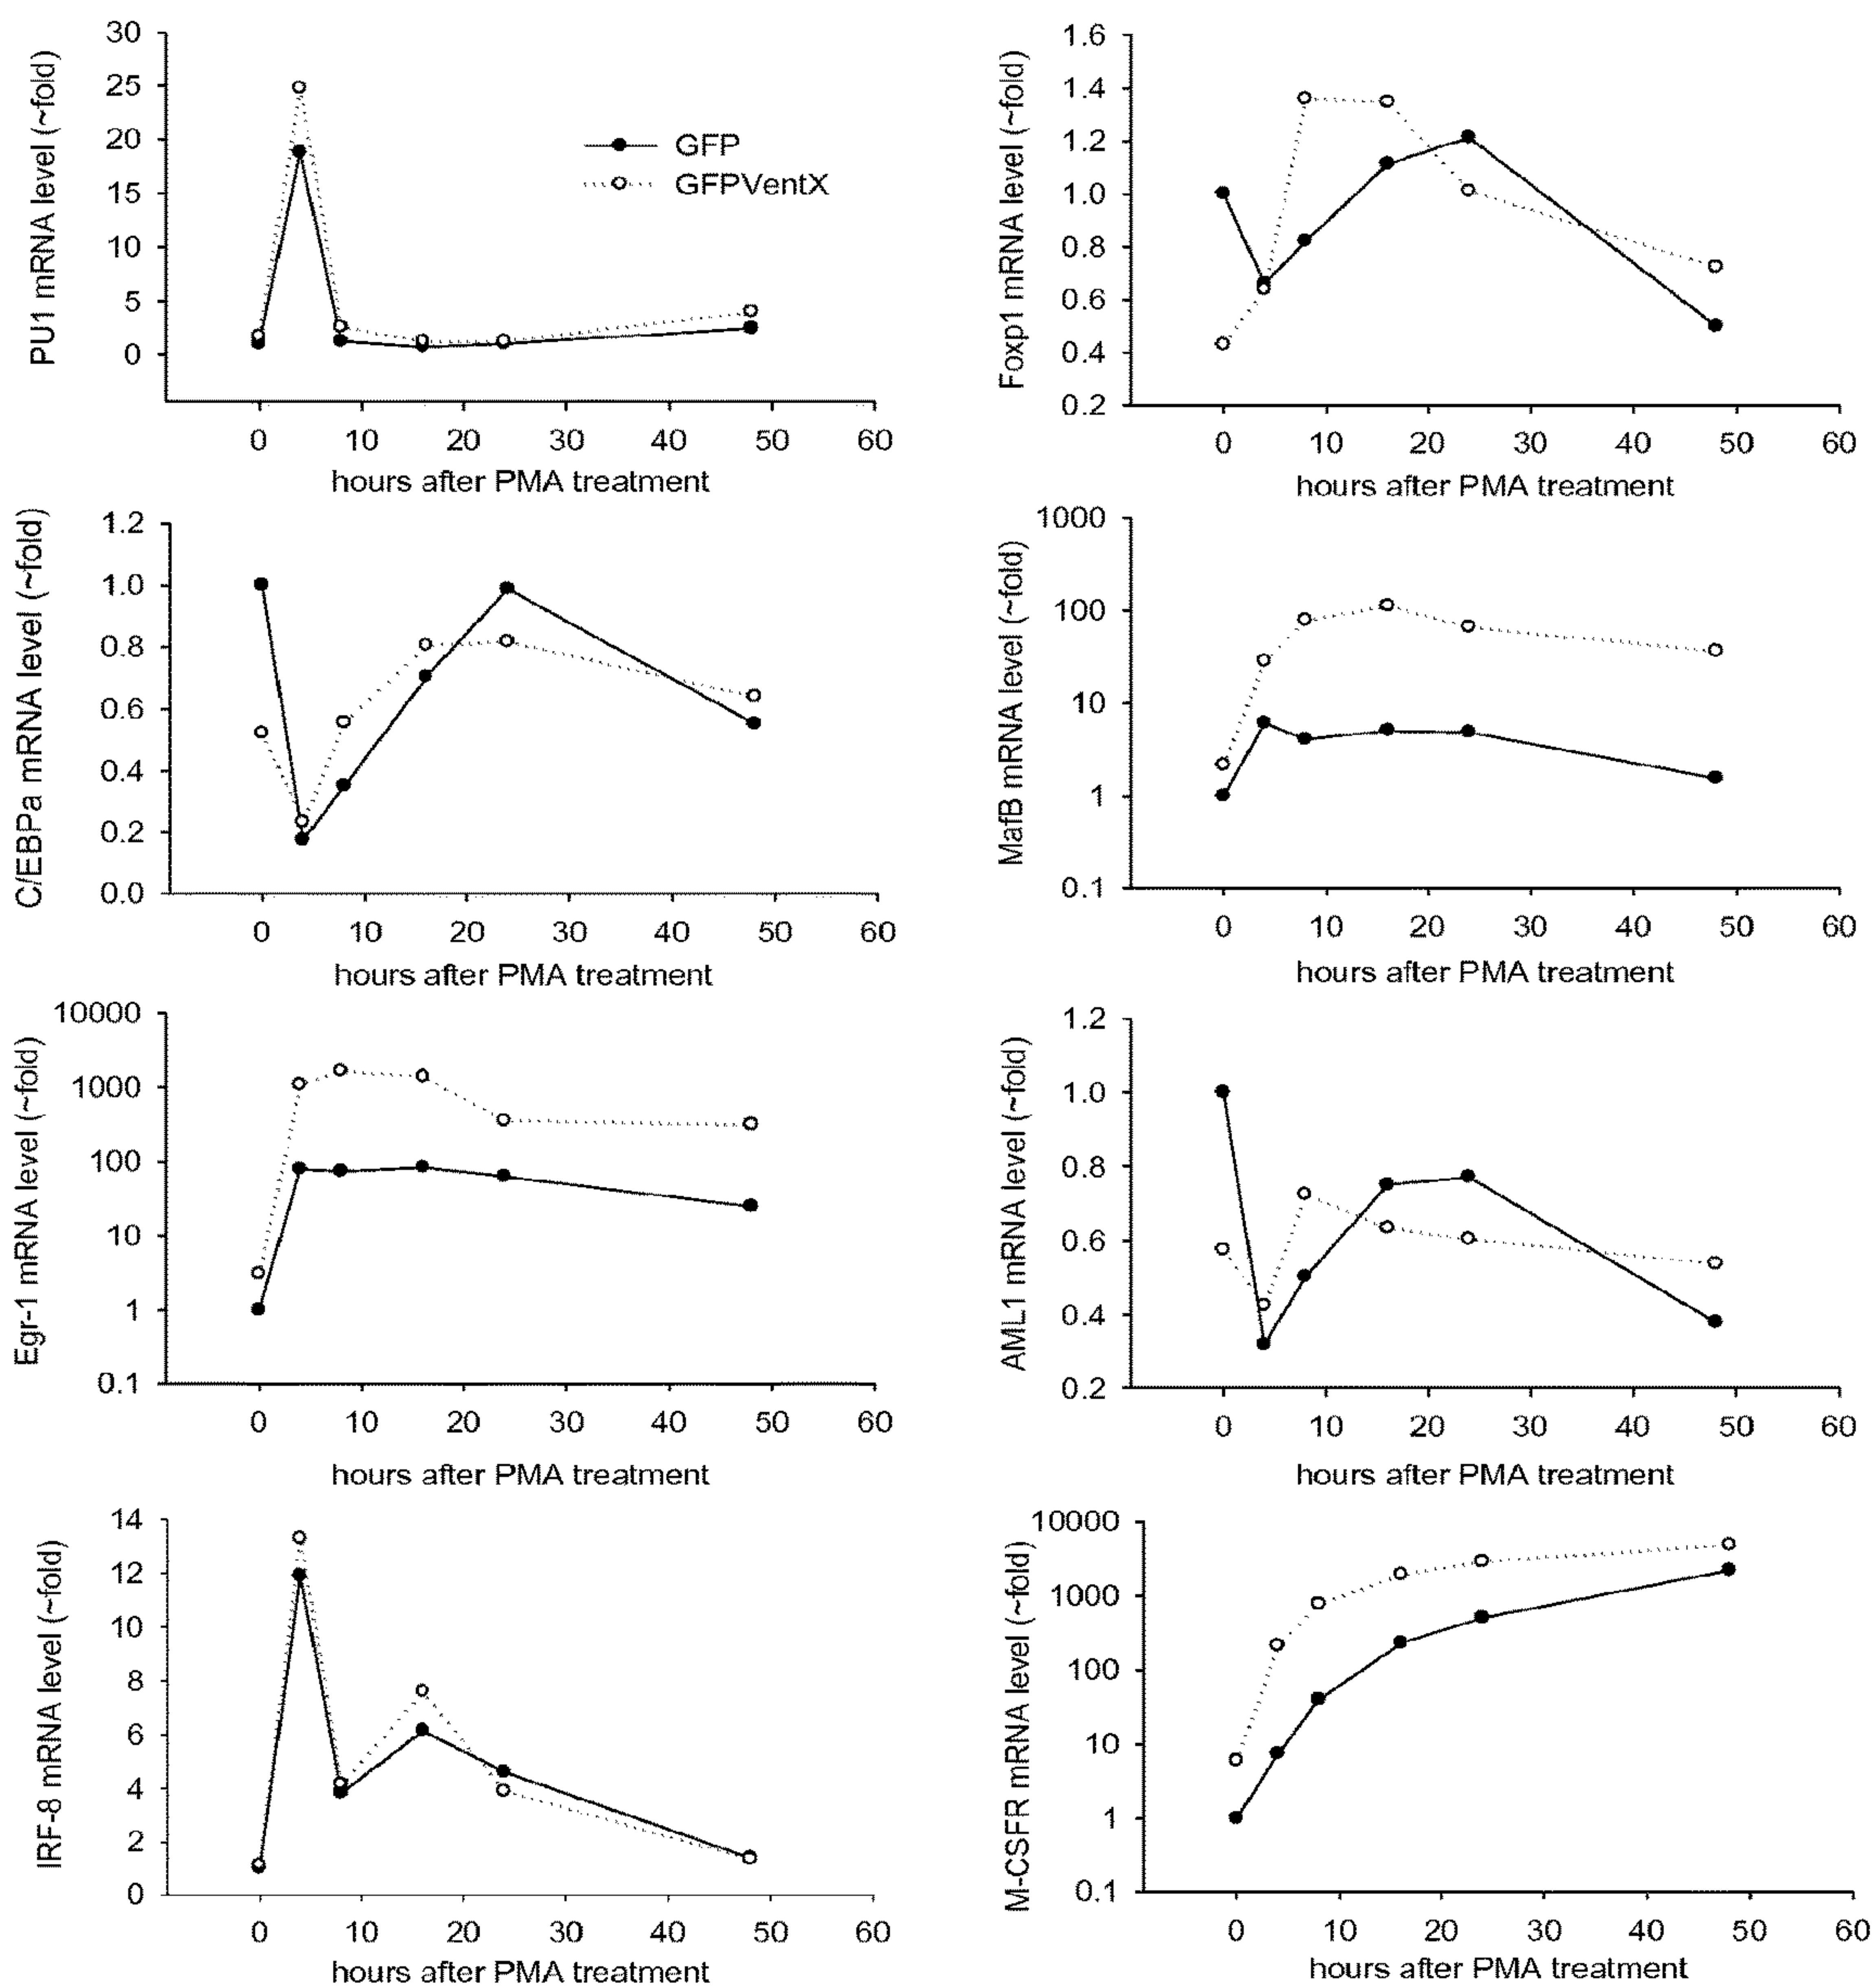 PU1 mRNA level (~fold)
30
25
20
15
10
5
0
GFP
GFPVentX
0 10 20 30 40 50 60
hours after PMA treatment
Foxp1 mRNA level (~fold)
1.6
1.4
1.2
1.0
0.8
0.6
0.4
0.2
0 10 20 30 40 50 60
hours after PMA treatment
C/EBPa mRNA level (~fold)
1.2
1.0
0.8
0.6
0.4
0.2
0.0
0 10 20 30 40 50 60
hours after PMA treatment
MafB mRNA level (~fold)
1000
100
10
1
0.1
0 10 20 30 40 50 60
hours after PMA treatment
Egr-1 mRNA level (~fold)
10000
1000
100
10
1
0.1
0 10 20 30 40 50 60
hours after PMA treatment
AML1 mRNA level (~fold)
1.2
1.0
0.8
0.6
0.4
0.2
0 10 20 30 40 50 60
hours after PMA treatment
IRF-8 mRNA level (~fold)
14
12
10
8
6
4
2
0
0 10 20 30 40 50 60
hours after PMA treatment
M-CSFR mRNA level (~fold)
10000
1000
100
10
1
0.1
0 10 20 30 40 50 60
hours after PMA treatment